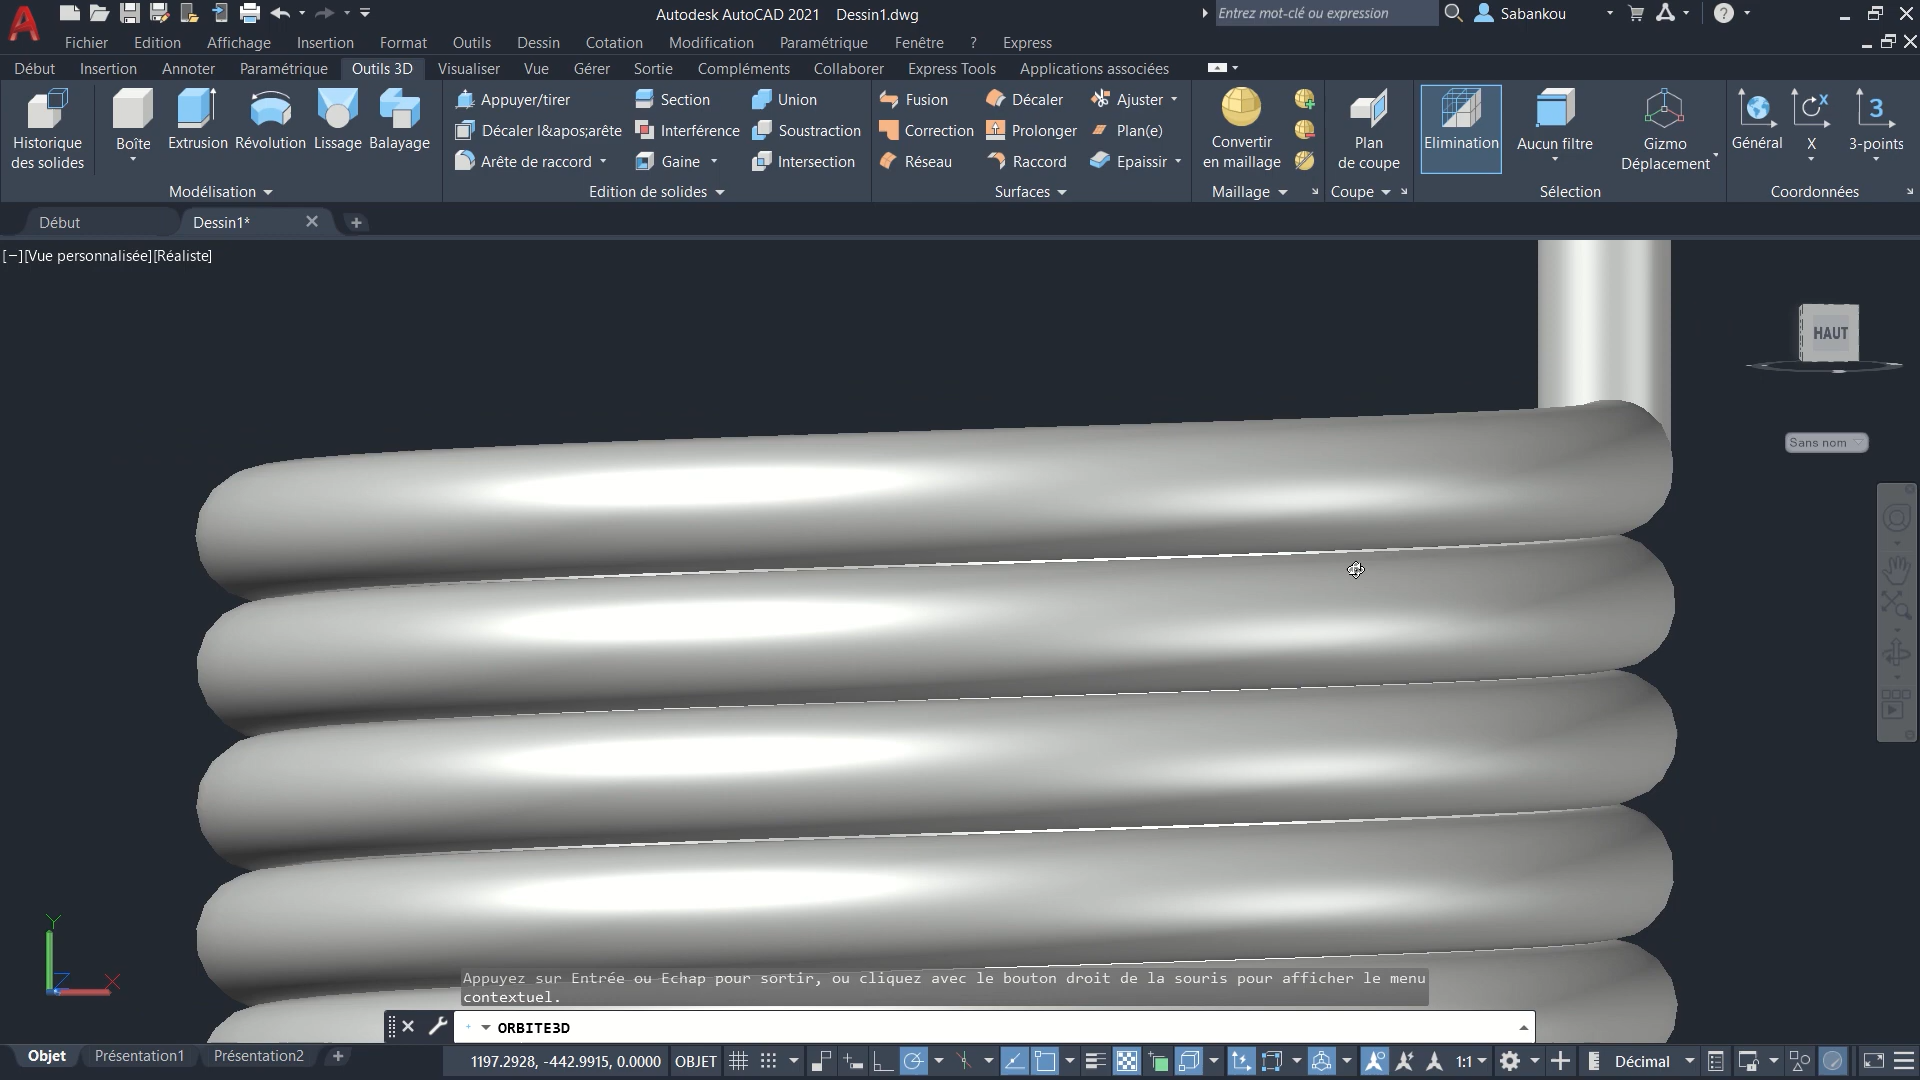 Autodesk AutoCAD 2021 Dessin1.dwg
Entrez mot-clé ou expression
Sabankou
Fichier Edition Affichage Insertion Format Outils Dessin Cotation Modification Paramétrique Fenêtre ? Express
Début Insertion Annoter Paramétrique Outils 3D Visualiser Vue Gérer Sortie Compléments Collaborer Express Tools Applications associées
Historique des solides
Boîte
Extrusion
Révolution
Lissage
Balayage
Modélisation
Appuyer/tirer Section Union
Décaler l&apos;arête Interférence Soustraction
Arête de raccord Gaine Intersection
Edition de solides
Fusion Décaler Ajuster
Correction Prolonger Plan(e)
Réseau Raccord Epaissir
Surfaces
Convertir en maillage
Maillage
Plan de coupe
Coupe
Elimination
Aucun filtre
Gizmo Déplacement
Sélection
Général
X
3-points
Coordonnées
Début Dessin1*
[−][Vue personnalisée][Réaliste]
HAUT
Sans nom
Y
Z
X
Appuyez sur Entrée ou Echap pour sortir, ou cliquez avec le bouton droit de la souris pour afficher le menu
contextuel.
ORBITE3D
Objet Présentation1 Présentation2
1197.2928, -442.9915, 0.0000 OBJET 1:1 Décimal